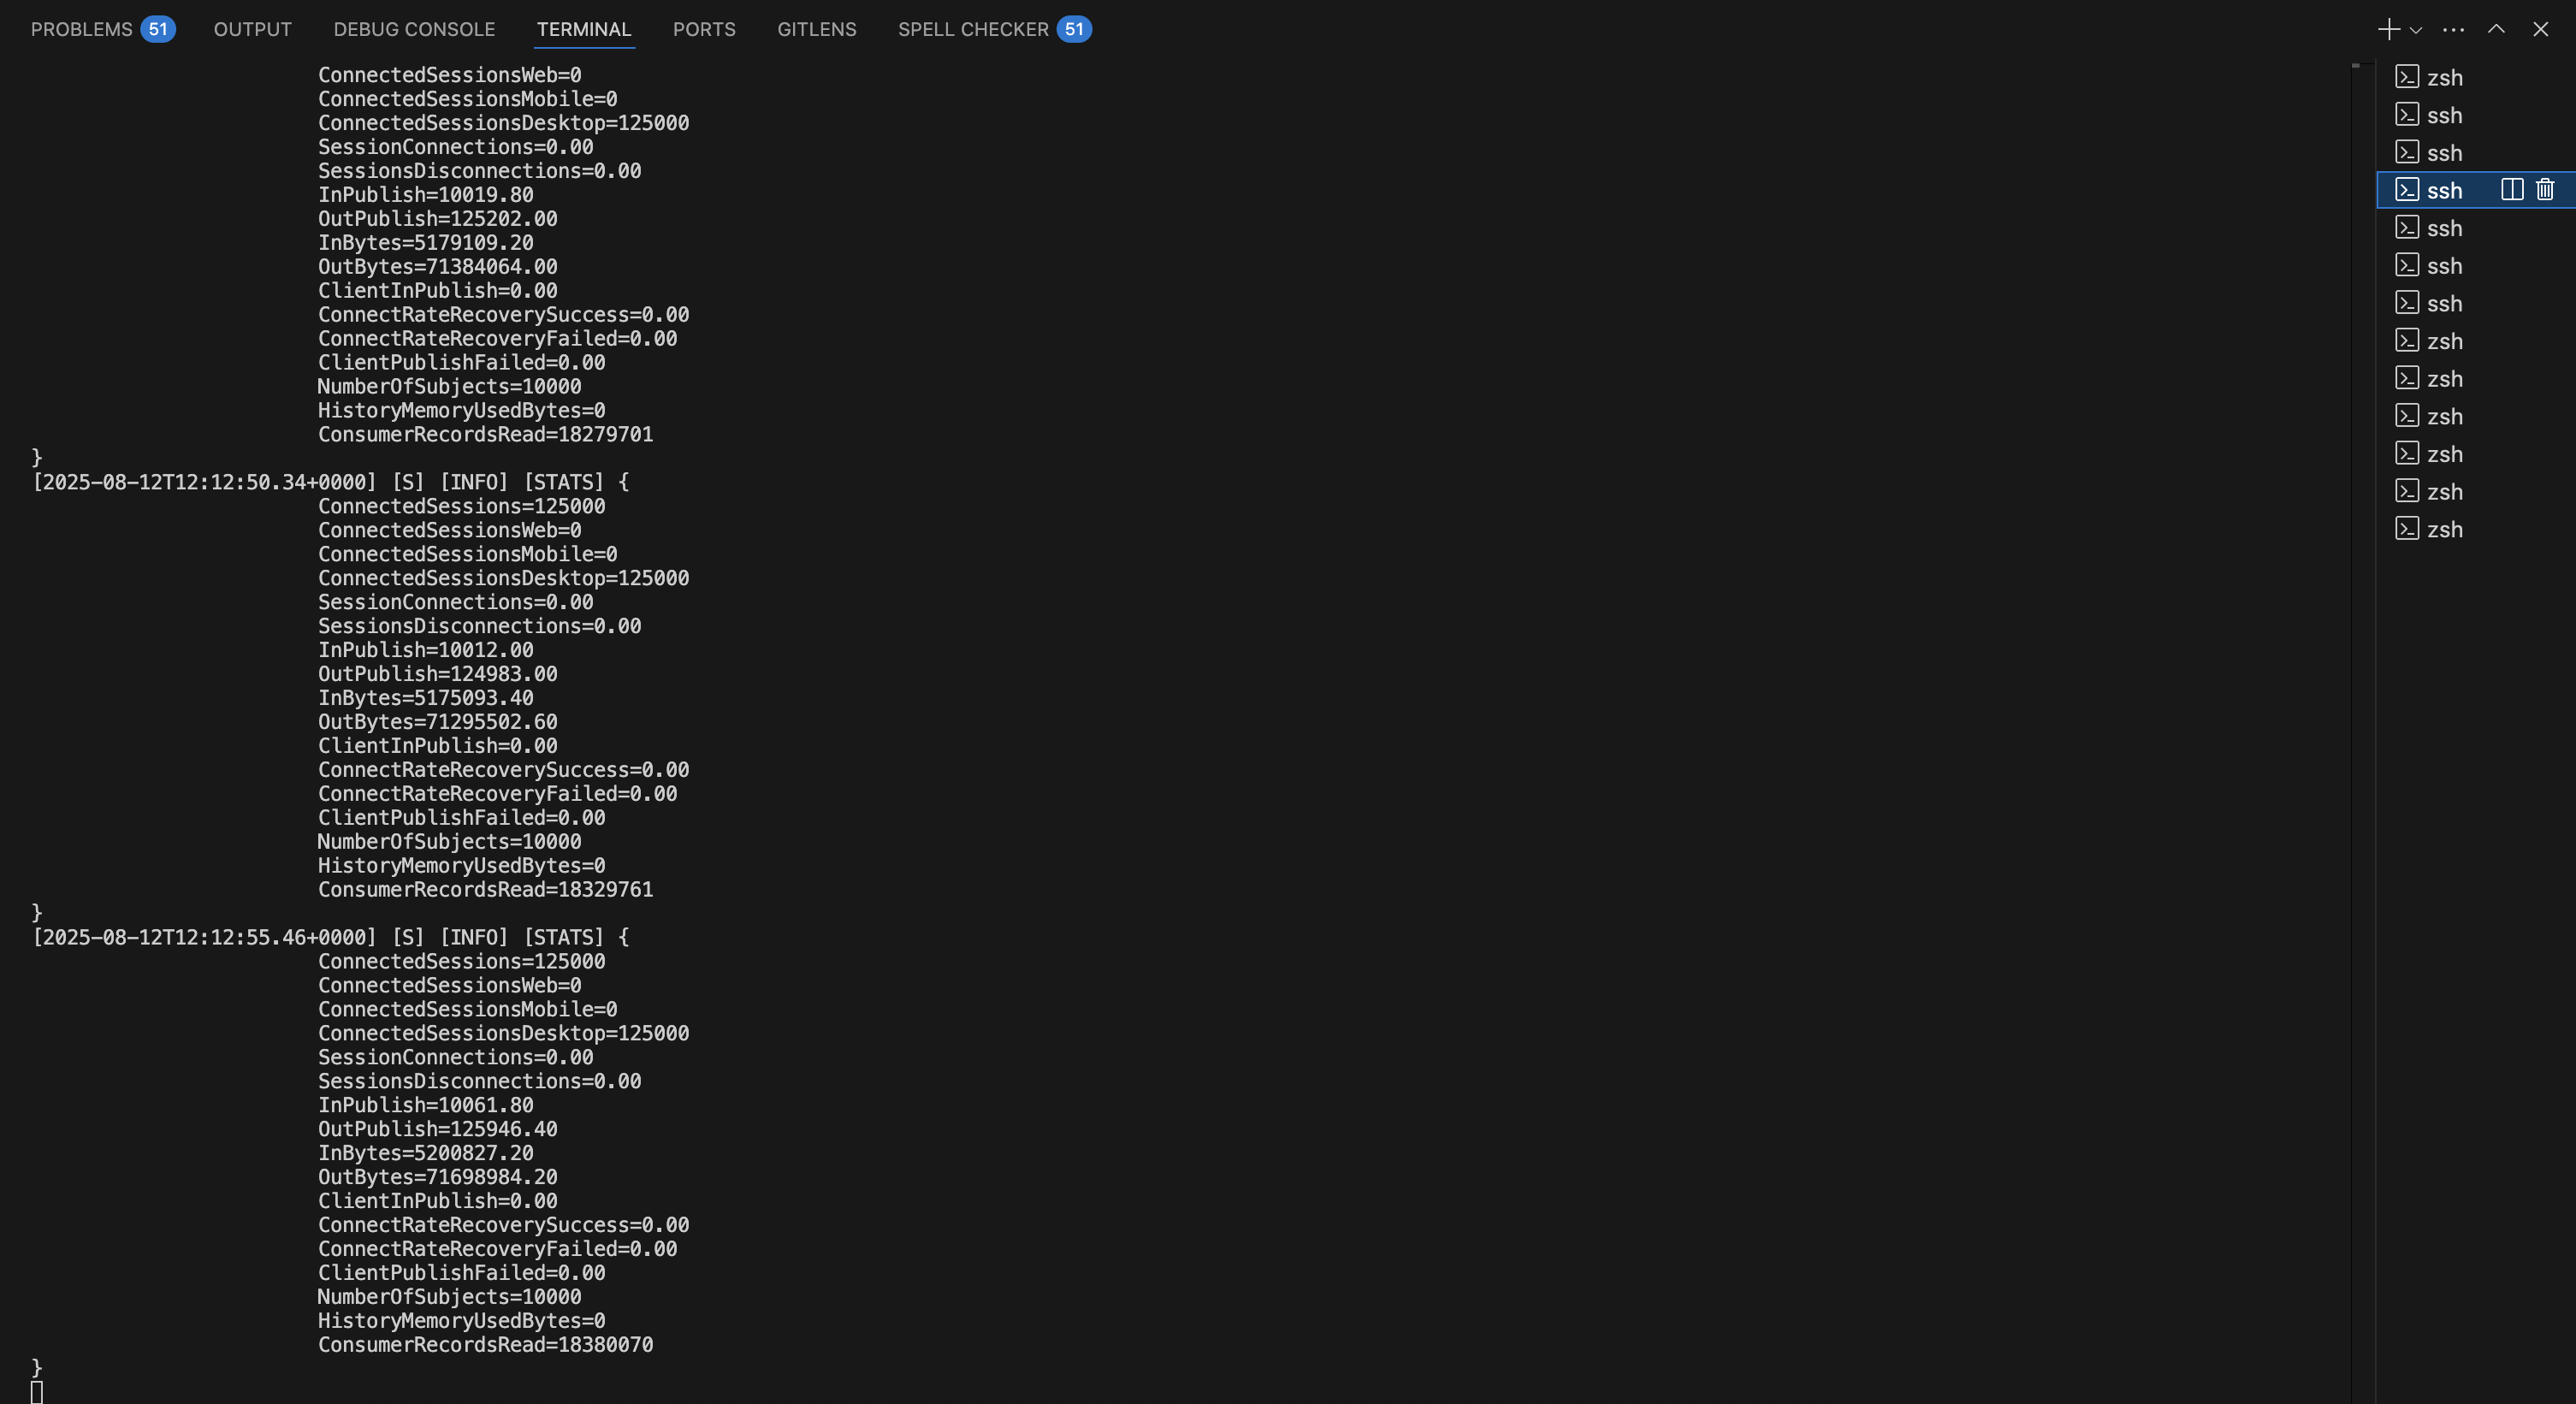 PROBLEMS 51 OUTPUT DEBUG CONSOLE TERMINAL PORTS GITLENS SPELL CHECKER 51
ConnectedSessionsWeb=0
ConnectedSessionsMobile=0
ConnectedSessionsDesktop=125000
SessionConnections=0.00
SessionsDisconnections=0.00
InPublish=10019.80
OutPublish=125202.00
InBytes=5179109.20
OutBytes=71384064.00
ClientInPublish=0.00
ConnectRateRecoverySuccess=0.00
ConnectRateRecoveryFailed=0.00
ClientPublishFailed=0.00
NumberOfSubjects=10000
HistoryMemoryUsedBytes=0
ConsumerRecordsRead=18279701
}
[2025-08-12T12:12:50.34+0000] [S] [INFO] [STATS] {
ConnectedSessions=125000
ConnectedSessionsWeb=0
ConnectedSessionsMobile=0
ConnectedSessionsDesktop=125000
SessionConnections=0.00
SessionsDisconnections=0.00
InPublish=10012.00
OutPublish=124983.00
InBytes=5175093.40
OutBytes=71295502.60
ClientInPublish=0.00
ConnectRateRecoverySuccess=0.00
ConnectRateRecoveryFailed=0.00
ClientPublishFailed=0.00
NumberOfSubjects=10000
HistoryMemoryUsedBytes=0
ConsumerRecordsRead=18329761
}
[2025-08-12T12:12:55.46+0000] [S] [INFO] [STATS] {
ConnectedSessions=125000
ConnectedSessionsWeb=0
ConnectedSessionsMobile=0
ConnectedSessionsDesktop=125000
SessionConnections=0.00
SessionsDisconnections=0.00
InPublish=10061.80
OutPublish=125946.40
InBytes=5200827.20
OutBytes=71698984.20
ClientInPublish=0.00
ConnectRateRecoverySuccess=0.00
ConnectRateRecoveryFailed=0.00
ClientPublishFailed=0.00
NumberOfSubjects=10000
HistoryMemoryUsedBytes=0
ConsumerRecordsRead=18380070
}
zsh
ssh
ssh
ssh
ssh
ssh
ssh
zsh
zsh
zsh
zsh
zsh
zsh